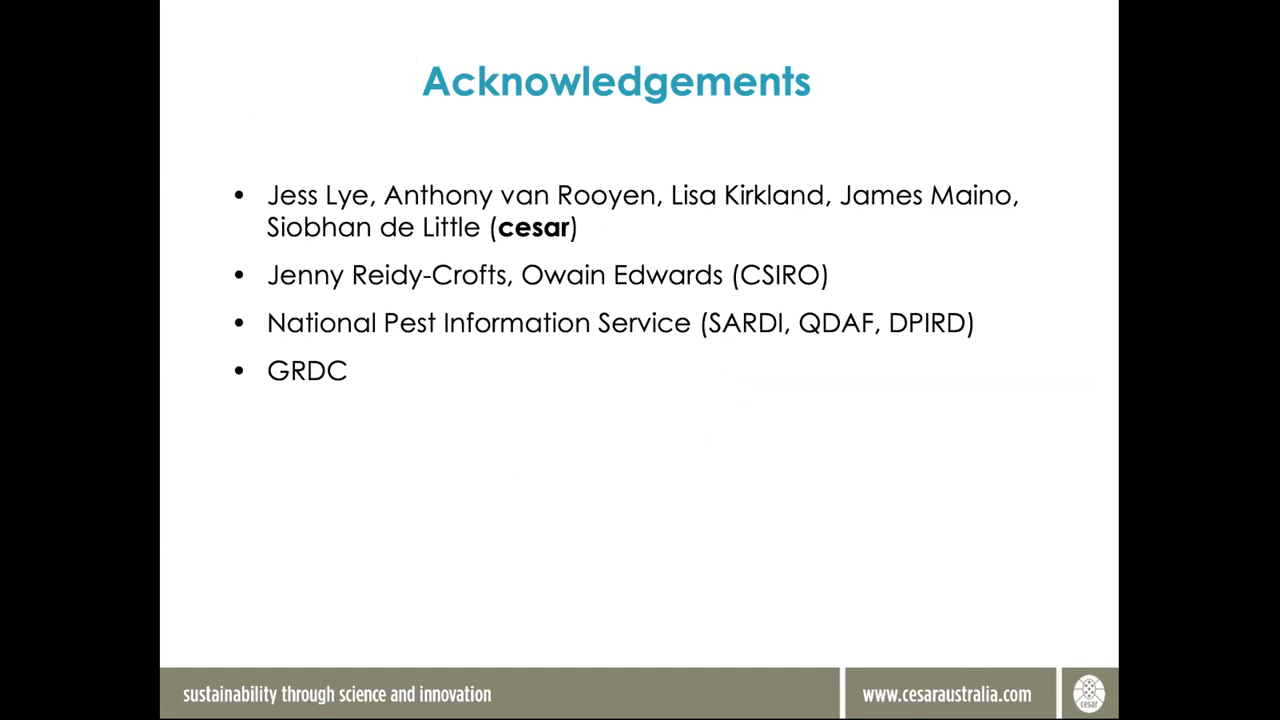 Acknowledgements
• Jess Lye, Anthony van Rooyen, Lisa Kirkland, James Maino,
Siobhan de Little (cesar)
• Jenny Reidy-Crofts, Owain Edwards (CSIRO)
• National Pest Information Service (SARDI, QDAF, DPIRD)
• GRDC
sustainability through science and innovation
www.cesaraustralia.com
cesar